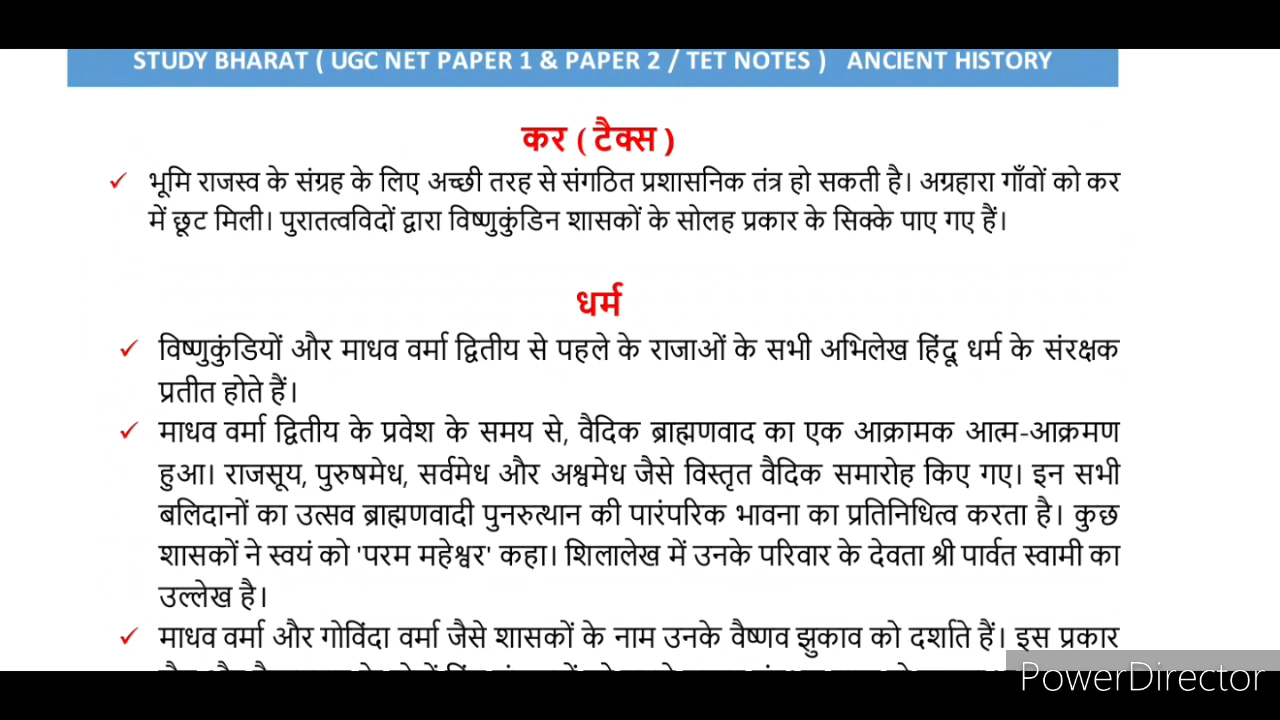 STUDY BHARAT ( UGC NET PAPER 1 & PAPER 2 / TET NOTES ) ANCIENT HISTORY
कर ( टैक्स )
✓ भूमि राजस्व के संग्रह के लिए अच्छी तरह से संगठित प्रशासनिक तंत्र हो सकती है। अग्रहारा गाँवों को कर
में छूट मिली। पुरातत्वविदों द्वारा विष्णुकुंडिन शासकों के सोलह प्रकार के सिक्के पाए गए हैं।
धर्म
✓ विष्णुकुंडियों और माधव वर्मा द्वितीय से पहले के राजाओं के सभी अभिलेख हिंदू धर्म के संरक्षक
प्रतीत होते हैं।
✓ माधव वर्मा द्वितीय के प्रवेश के समय से, वैदिक ब्राह्मणवाद का एक आक्रामक आत्म-आक्रमण
हुआ। राजसूय, पुरुषमेध, सर्वमेध और अश्वमेध जैसे विस्तृत वैदिक समारोह किए गए। इन सभी
बलिदानों का उत्सव ब्राह्मणवादी पुनरुत्थान की पारंपरिक भावना का प्रतिनिधित्व करता है। कुछ
शासकों ने स्वयं को 'परम महेश्वर' कहा। शिलालेख में उनके परिवार के देवता श्री पार्वत स्वामी का
उल्लेख है।
✓ माधव वर्मा और गोविंदा वर्मा जैसे शासकों के नाम उनके वैष्णव झुकाव को दर्शाते हैं। इस प्रकार
PowerDirector